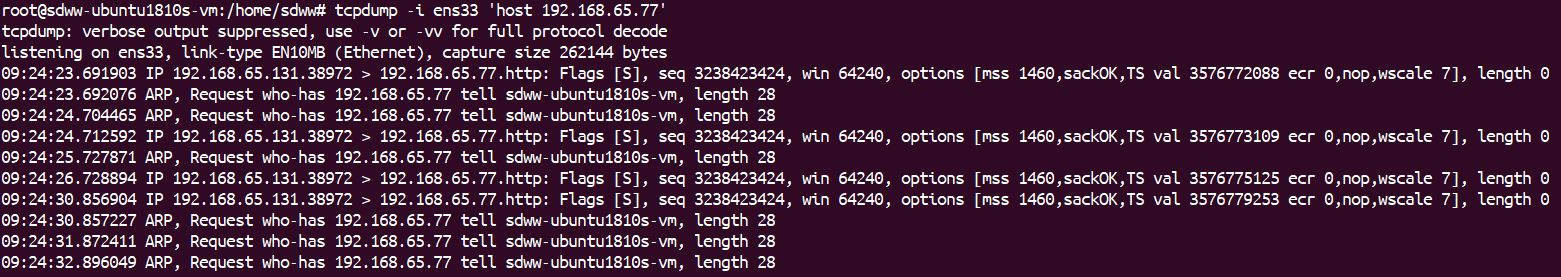 root@sdww-ubuntu1810s-vm:/home/sdww# tcpdump -i ens33 'host 192.168.65.77'
tcpdump: verbose output suppressed, use -v or -vv for full protocol decode
listening on ens33, link-type EN10MB (Ethernet), capture size 262144 bytes
09:24:23.691903 IP 192.168.65.131.38972 > 192.168.65.77.http: Flags [S], seq 3238423424, win 64240, options [mss 1460,sackOK,TS val 3576772088 ecr 0,nop,wscale 7], length 0
09:24:23.692076 ARP, Request who-has 192.168.65.77 tell sdww-ubuntu1810s-vm, length 28
09:24:24.704465 ARP, Request who-has 192.168.65.77 tell sdww-ubuntu1810s-vm, length 28
09:24:24.712592 IP 192.168.65.131.38972 > 192.168.65.77.http: Flags [S], seq 3238423424, win 64240, options [mss 1460,sackOK,TS val 3576773109 ecr 0,nop,wscale 7], length 0
09:24:25.727871 ARP, Request who-has 192.168.65.77 tell sdww-ubuntu1810s-vm, length 28
09:24:26.728894 IP 192.168.65.131.38972 > 192.168.65.77.http: Flags [S], seq 3238423424, win 64240, options [mss 1460,sackOK,TS val 3576775125 ecr 0,nop,wscale 7], length 0
09:24:30.856904 IP 192.168.65.131.38972 > 192.168.65.77.http: Flags [S], seq 3238423424, win 64240, options [mss 1460,sackOK,TS val 3576779253 ecr 0,nop,wscale 7], length 0
09:24:30.857227 ARP, Request who-has 192.168.65.77 tell sdww-ubuntu1810s-vm, length 28
09:24:31.872411 ARP, Request who-has 192.168.65.77 tell sdww-ubuntu1810s-vm, length 28
09:24:32.896049 ARP, Request who-has 192.168.65.77 tell sdww-ubuntu1810s-vm, length 28